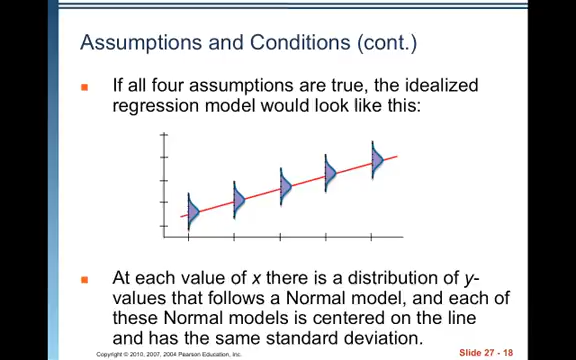 Assumptions and Conditions (cont.)
If all four assumptions are true, the idealized
regression model would look like this:
At each value of x there is a distribution of y-
values that follows a Normal model, and each of
these Normal models is centered on the line
and has the same standard deviation.
Copyright © 2010, 2007, 2004 Pearson Education, Inc.
Slide 27 - 18